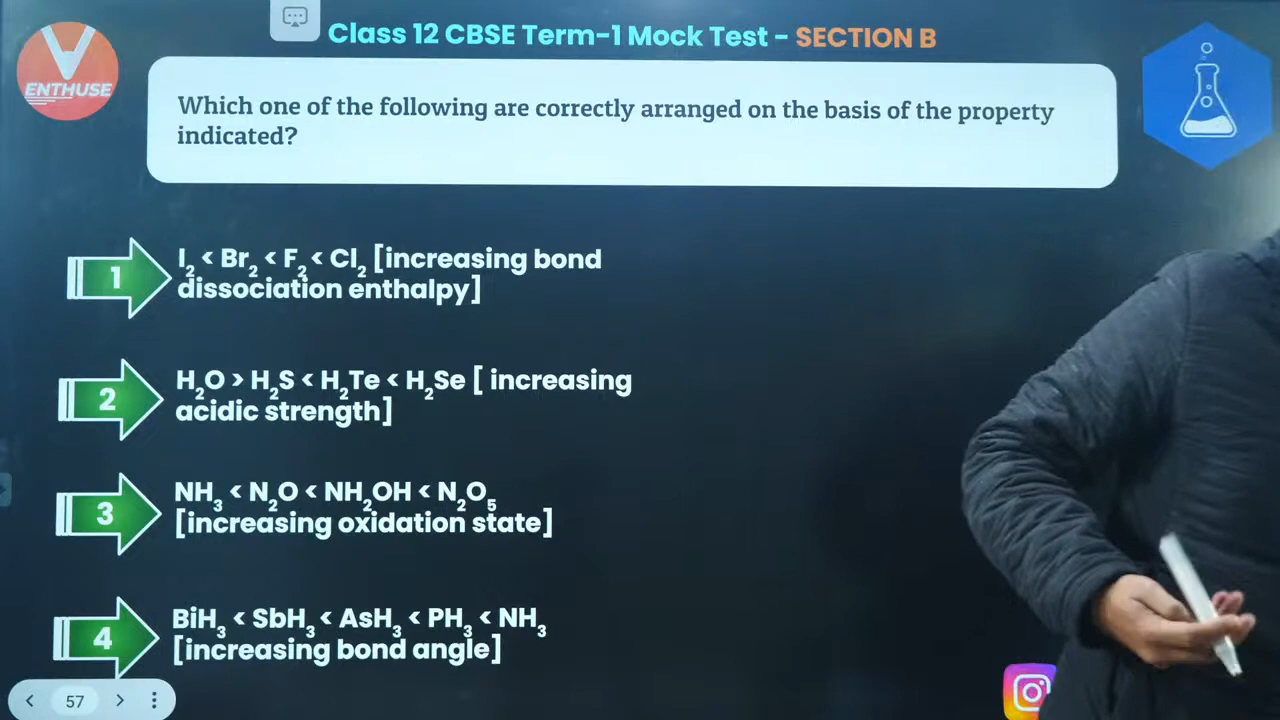 Class 12 CBSE Term-1 Mock Test - SECTION B
V
ENTHUSE
Which one of the following are correctly arranged on the basis of the property
indicated?
1
I₂ < Br₂ < F₂ < Cl₂ [increasing bond
dissociation enthalpy]
2
H₂O > H₂S < H₂Te < H₂Se [ increasing
acidic strength]
3
NH₃ < N₂O < NH₂OH < N₂O₅
[increasing oxidation state]
4
BiH₃ < SbH₃ < AsH₃ < PH₃ < NH₃
[increasing bond angle]
57